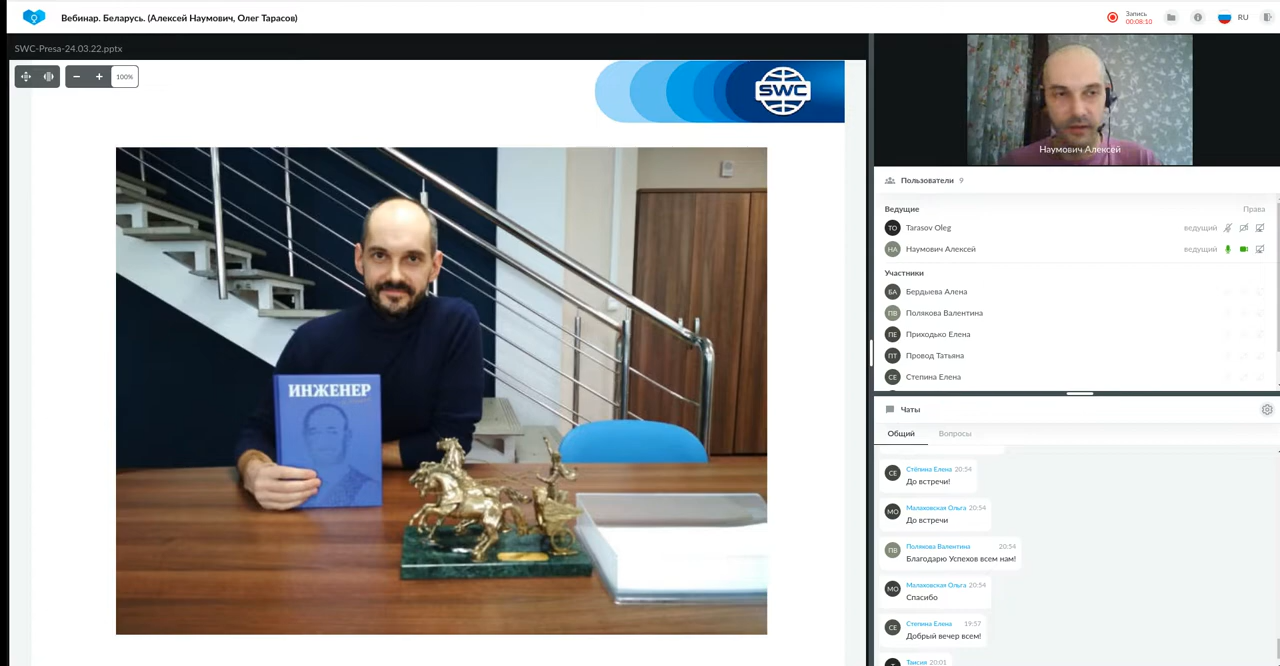 Вебинар. Беларусь. (Алексей Наумович, Олег Тарасов)
Запись
00:08:10
RU
SWC-Presa-24.03.22.pptx
100%
SWC
ИНЖЕНЕР
Наумович Алексей
Пользователи 9
Ведущие
Права
TO Tarasov Oleg ведущий
НА Наумович Алексей ведущий
Участники
БА Бердыева Алена
ПВ Полякова Валентина
ПЕ Приходько Елена
ПТ Провод Татьяна
СЕ Степина Елена
Чаты
Общий Вопросы
СЕ Стёпина Елена 20:54
До встречи!
МО Малаховская Ольга 20:54
До встречи
ПВ Полякова Валентина 20:54
Благодарю Успехов всем нам!
МО Малаховская Ольга 20:54
Спасибо
СЕ Степина Елена 19:57
Добрый вечер всем!
Таисия 20:01